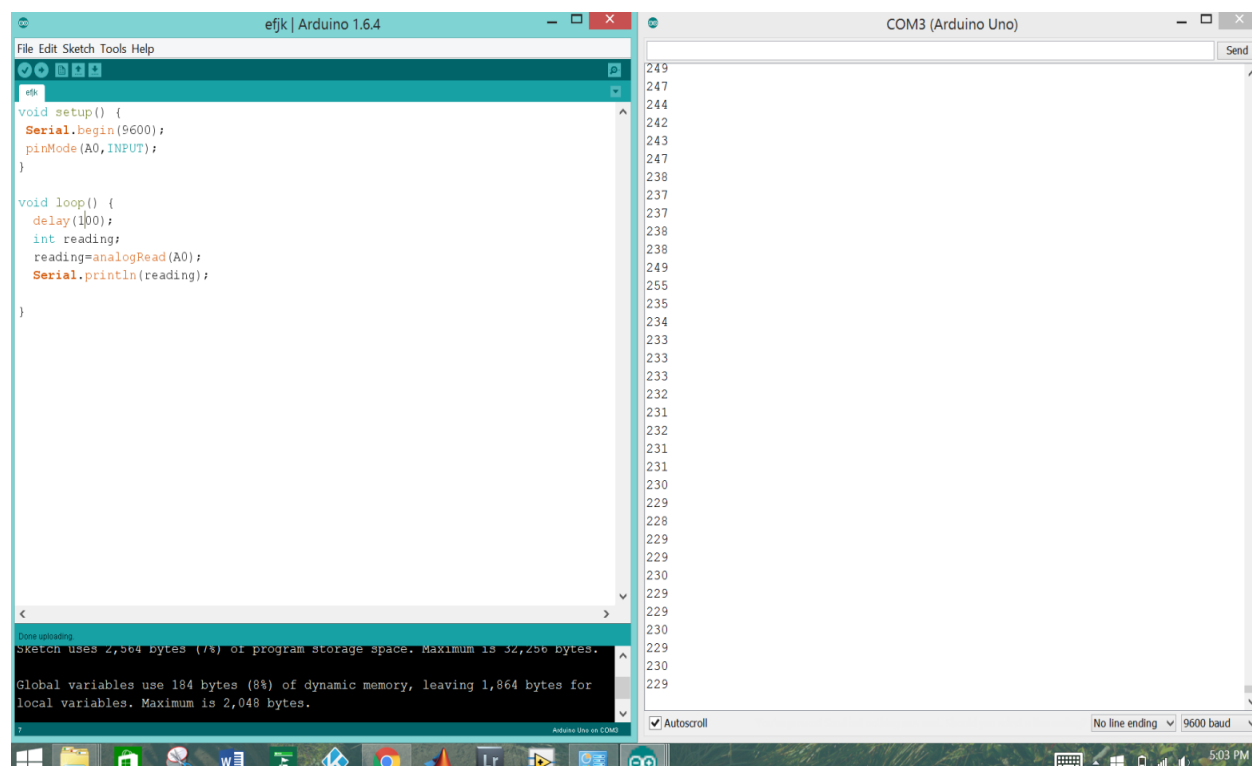 efjk | Arduino 1.6.4
File Edit Sketch Tools Help
efjk
void setup() {
Serial.begin(9600);
pinMode(A0,INPUT);
}
void loop() {
delay(100);
int reading;
reading=analogRead(A0);
Serial.println(reading);
}
Done uploading.
Sketch uses 2,564 bytes (7%) of program storage space. Maximum is 32,256 bytes.
Global variables use 184 bytes (8%) of dynamic memory, leaving 1,864 bytes for
local variables. Maximum is 2,048 bytes.
7 Arduino Uno on COM3
COM3 (Arduino Uno)
Send
249
247
244
242
243
247
238
237
237
238
238
249
255
235
234
233
233
233
232
231
232
231
231
230
229
228
229
229
230
229
229
230
229
230
229
Autoscroll
No line ending 9600 baud
Lr
5:03 PM